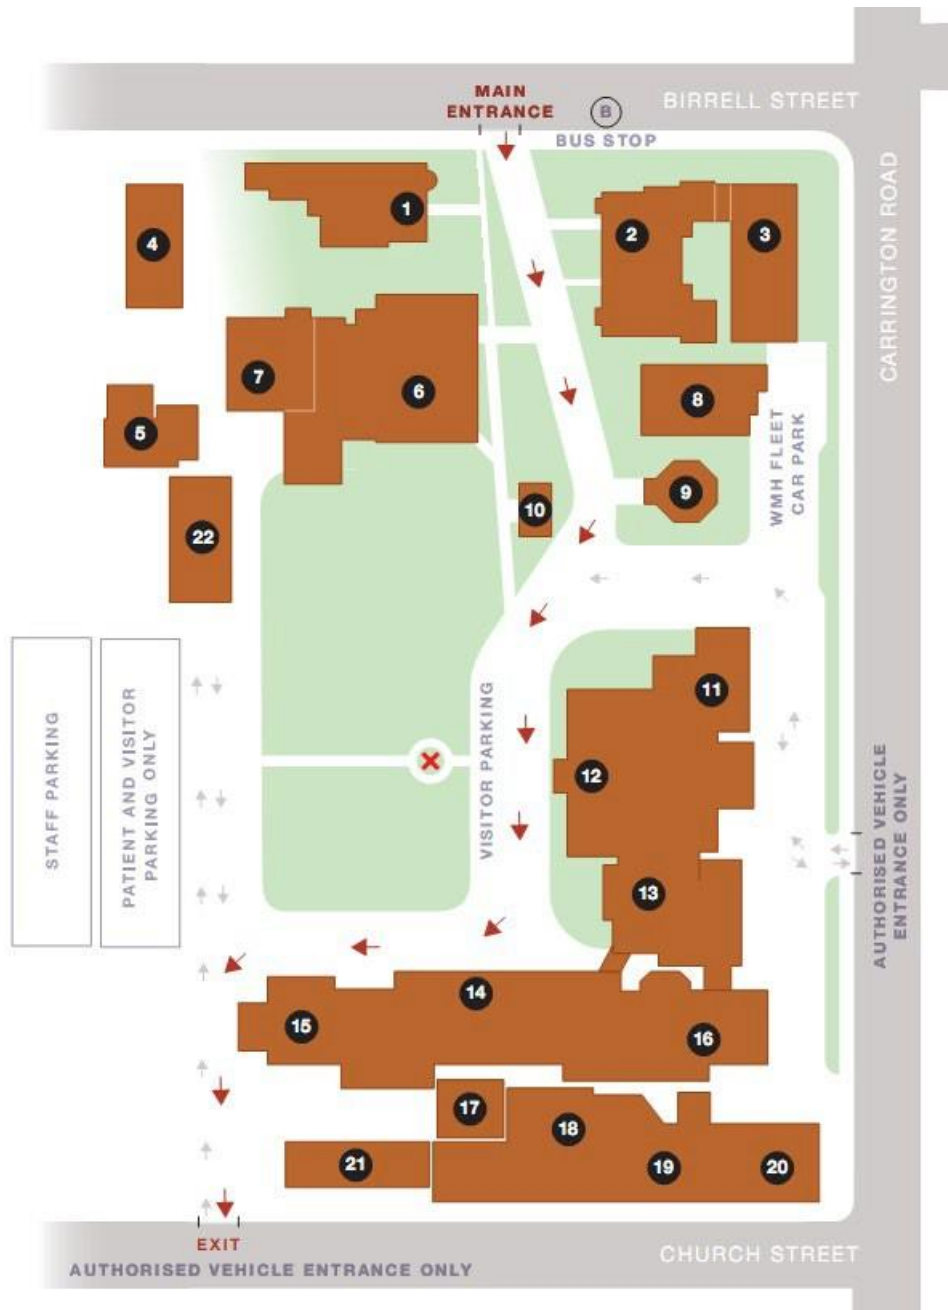 MAIN
ENTRANCE
B
BUS STOP
BIRRELL STREET
CARRINGTON ROAD
1
2
3
4
7
6
5
8
WMH FLEET
CAR PARK
9
10
22
STAFF PARKING
PATIENT AND VISITOR
PARKING ONLY
VISITOR PARKING
11
12
13
AUTHORISED VEHICLE
ENTRANCE ONLY
14
15
16
17
18
19
20
21
EXIT
AUTHORISED VEHICLE ENTRANCE ONLY
CHURCH STREET